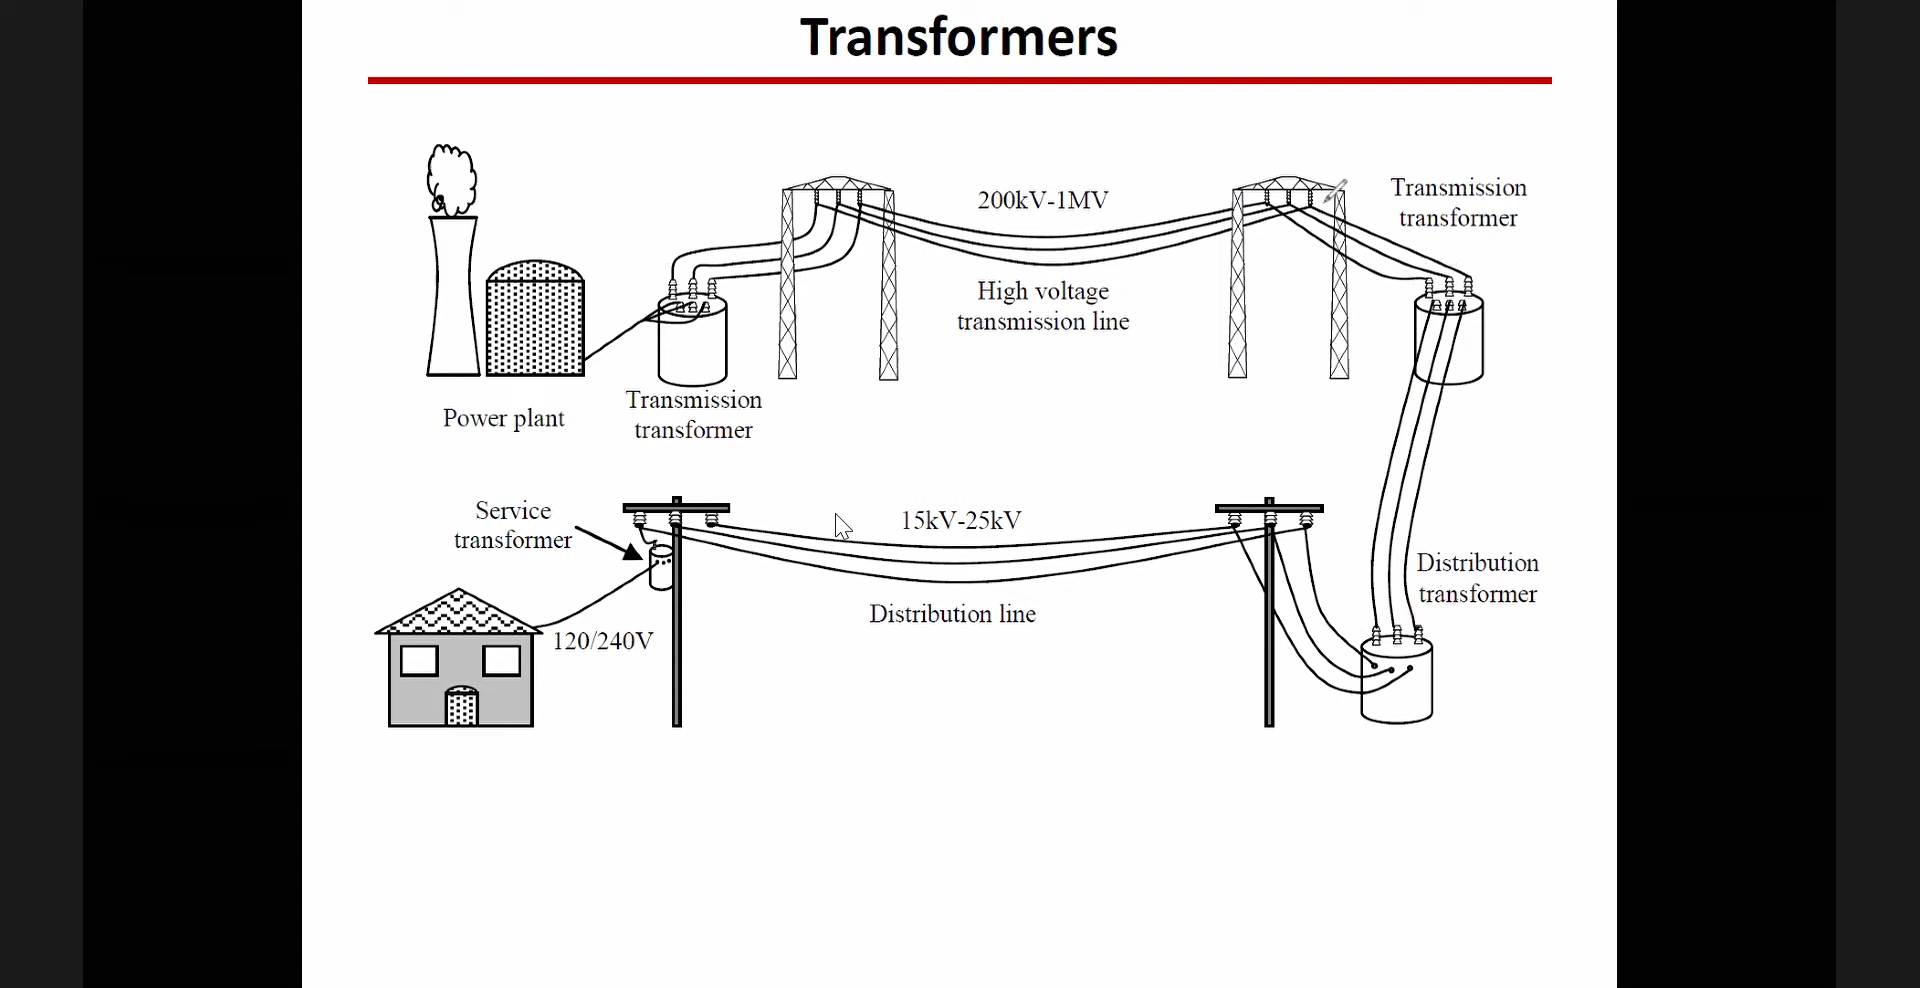 Transformers
200kV-1MV
Transmission
transformer
High voltage
transmission line
Transmission
transformer
Power plant
Service
transformer
15kV-25kV
Distribution
transformer
Distribution line
120/240V